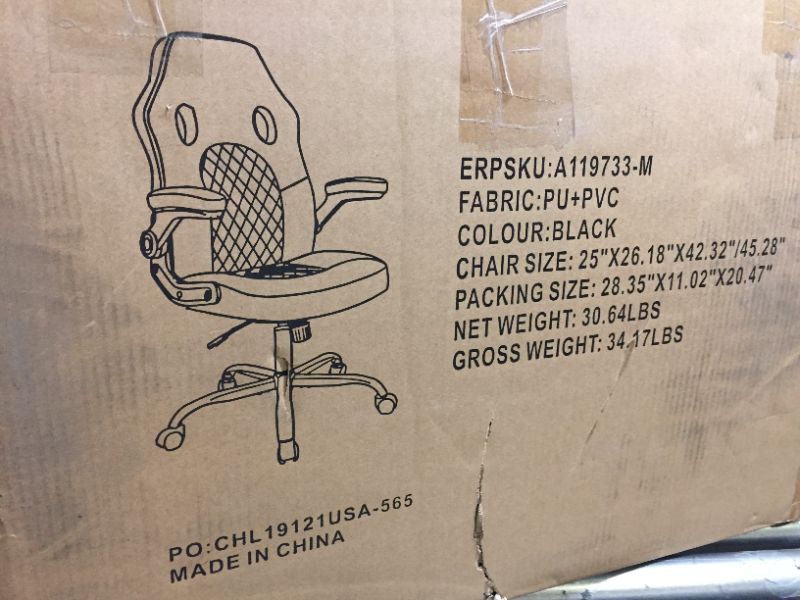 ERPSKU:A119733-M
FABRIC:PU+PVC
COLOUR:BLACK
CHAIR SIZE: 25"X26.18"X42.32"/45.28"
PACKING SIZE: 28.35"X11.02"X20.47"
NET WEIGHT: 30.64LBS
GROSS WEIGHT: 34.17LBS
PO:CHL19121USA-565
MADE IN CHINA